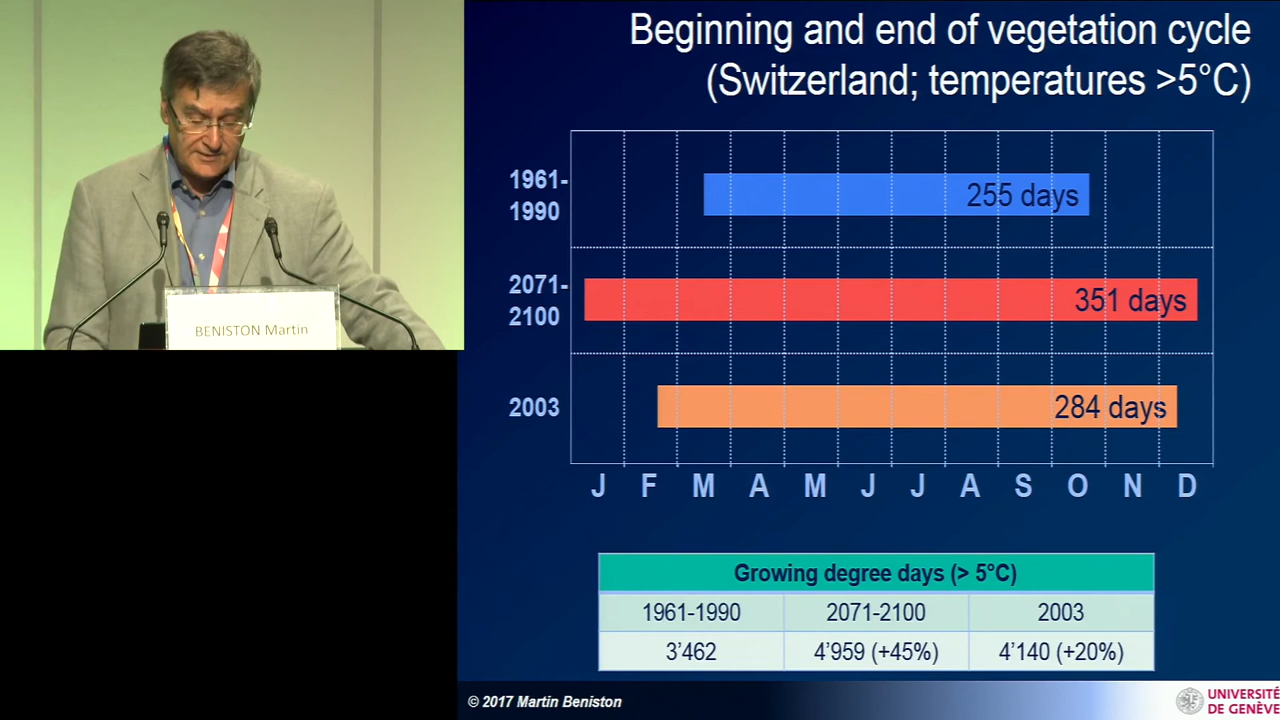 Beginning and end of vegetation cycle
(Switzerland; temperatures >5°C)
1961-
1990
255 days
2071-
2100
351 days
2003
284 days
J F M A M J J A S O N D
Growing degree days (> 5°C)
1961-1990 2071-2100 2003
3'462 4'959 (+45%) 4'140 (+20%)
© 2017 Martin Beniston
UNIVERSITÉ
DE GENÈVE
BENISTON Martin